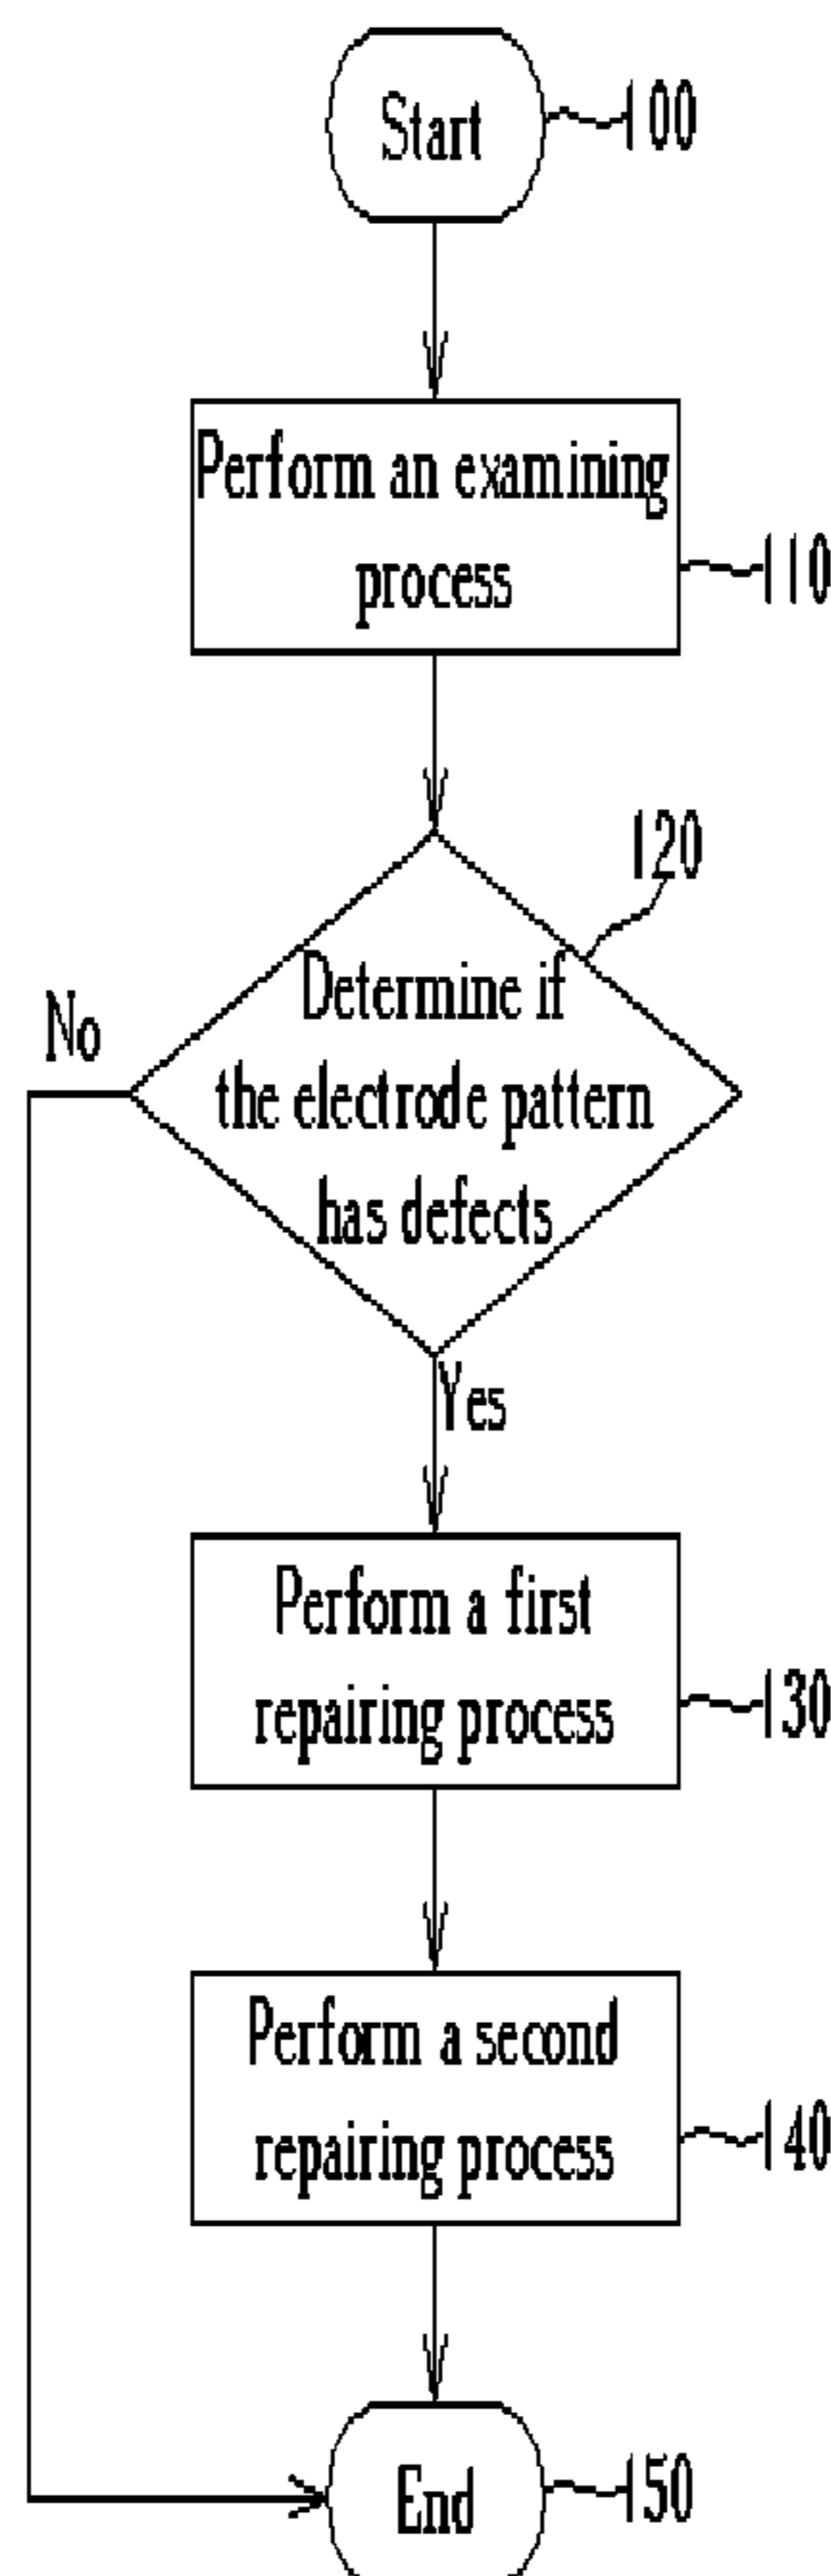 Start
100
Perform an examining
process
110
120
Determine if
the electrode pattern
has defects
No
Yes
Perform a first
repairing process
130
Perform a second
repairing process
140
End
150